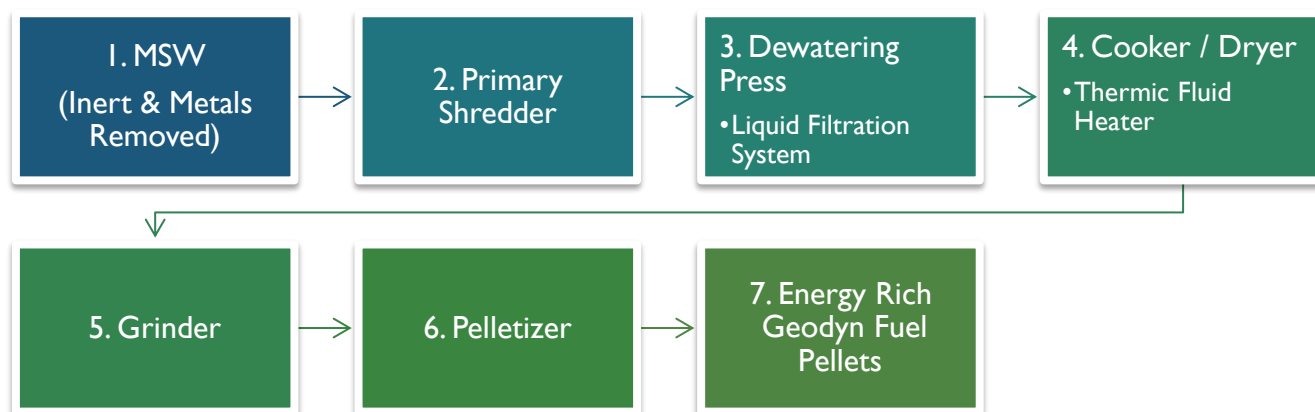 1. MSW
(Inert & Metals
Removed)
2. Primary
Shredder
3. Dewatering
Press
•Liquid Filtration
System
4. Cooker / Dryer
•Thermic Fluid
Heater
5. Grinder
6. Pelletizer
7. Energy Rich
Geodyn Fuel
Pellets